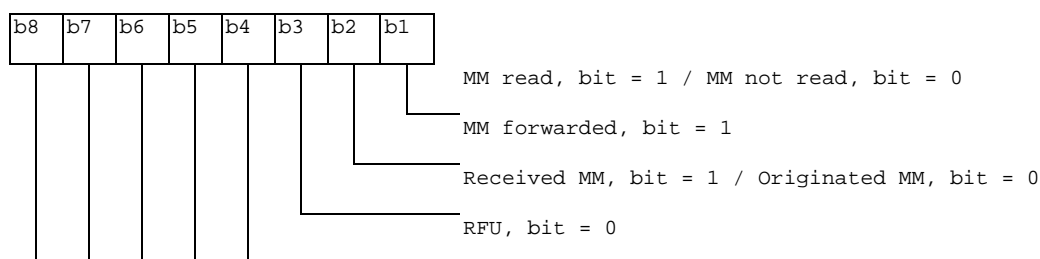 b8 b7 b6 b5 b4 b3 b2 b1
MM read, bit = 1 / MM not read, bit = 0
MM forwarded, bit = 1
Received MM, bit = 1 / Originated MM, bit = 0
RFU, bit = 0